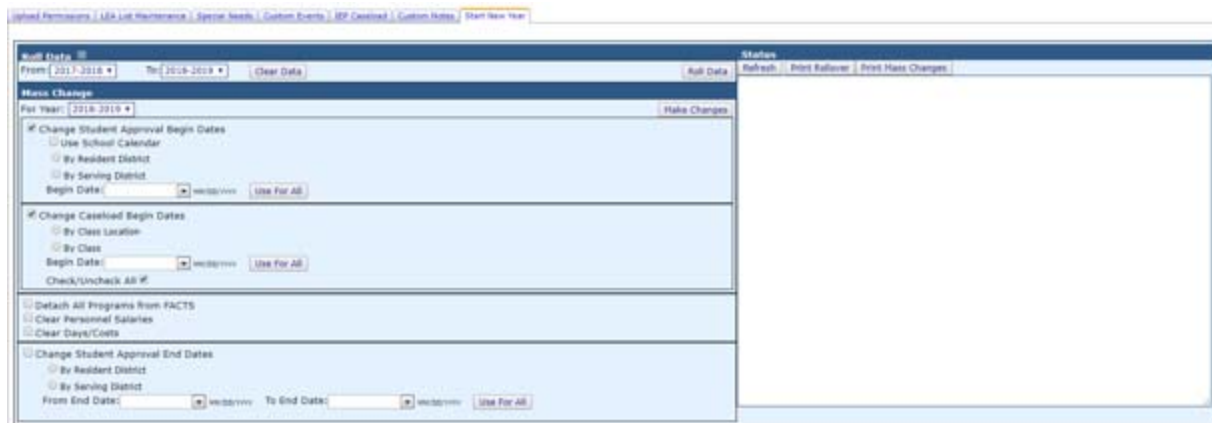 Upload Permissions | LEA List Maintenance | Special Needs | Custom Events | IEP Caseload | Custom Notes | Start New Year
Roll Data
From: 2017-2018 To: 2018-2019 Clear Data Roll Data
Mass Change
For Year: 2018-2019 Make Changes
Change Student Approval Begin Dates
Use School Calendar
By Resident District
By Serving District
Begin Date: MM/DD/YYYY Use For All
Change Caseload Begin Dates
By Class Location
By Class
Begin Date: MM/DD/YYYY Use For All
Check/Uncheck All
Detach All Programs from FACTS
Clear Personnel Salaries
Clear Days/Costs
Change Student Approval End Dates
By Resident District
By Serving District
From End Date: MM/DD/YYYY To End Date: MM/DD/YYYY Use For All
Status
Refresh Print Rollover Print Mass Changes